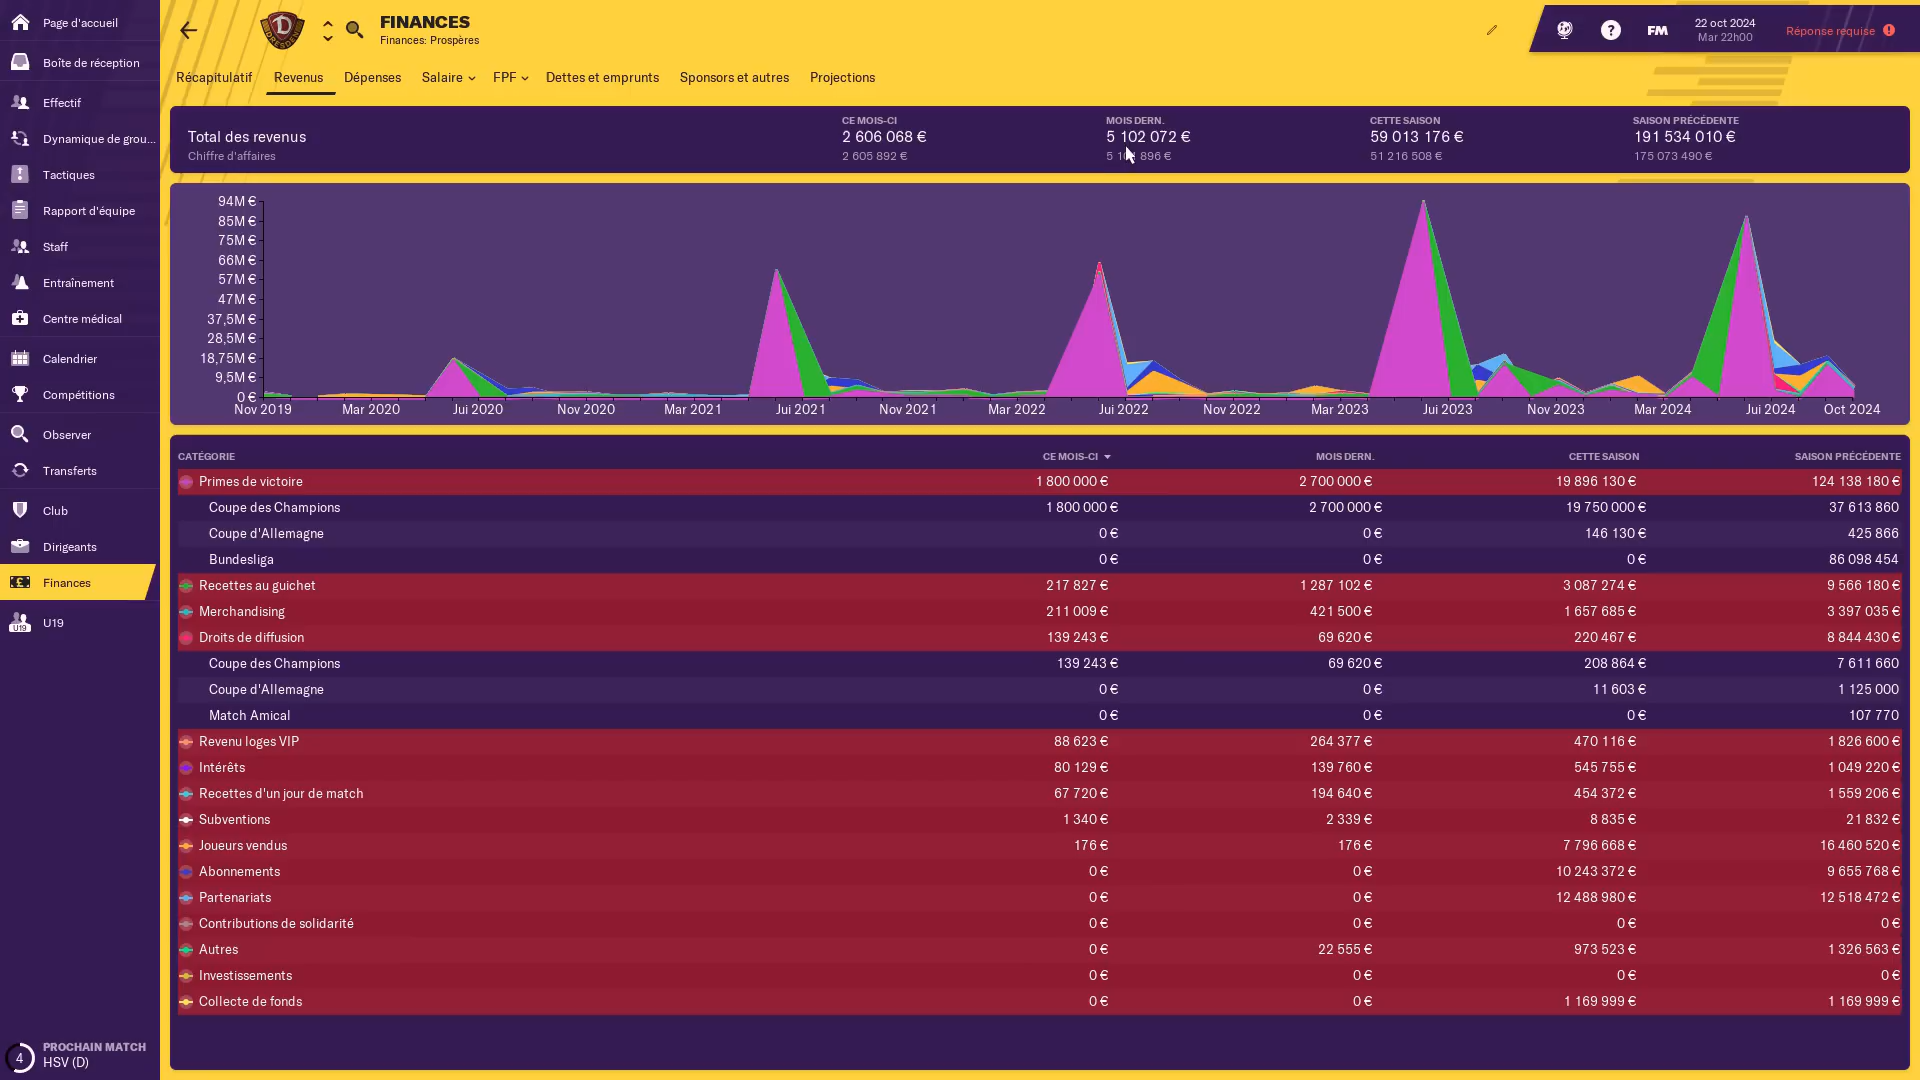 Page d'accueil
Boîte de réception
Effectif
Dynamique de grou...
Tactiques
Rapport d'équipe
Staff
Entraînement
Centre médical
Calendrier
Compétitions
Observer
Transferts
Club
Dirigeants
Finances
U19
U19
4
PROCHAIN MATCH
HSV (D)
FINANCES
Finances: Prospères
?
FM
22 oct 2024
Mar 22h00
Réponse requise
Récapitulatif Revenus Dépenses Salaire FPF Dettes et emprunts Sponsors et autres Projections
CE MOIS-CI MOIS DERN. CETTE SAISON SAISON PRÉCÉDENTE
Total des revenus 2 606 068 € 5 102 072 € 59 013 176 € 191 534 010 €
Chiffre d'affaires 2 605 892 € 896 € 51 216 508 € 175 073 490 €
94M €
85M €
75M €
66M €
57M €
47M €
37,5M €
28,5M €
18,75M €
9,5M €
0 €
Nov 2019 Mar 2020 Jui 2020 Nov 2020 Mar 2021 Jui 2021 Nov 2021 Mar 2022 Jui 2022 Nov 2022 Mar 2023 Jui 2023 Nov 2023 Mar 2024 Jui 2024 Oct 2024
CATÉGORIE CE MOIS-CI MOIS DERN. CETTE SAISON SAISON PRÉCÉDENTE
Primes de victoire 1 800 000 € 2 700 000 € 19 896 130 € 124 138 180 €
Coupe des Champions 1 800 000 € 2 700 000 € 19 750 000 € 37 613 860
Coupe d'Allemagne 0 € 0 € 146 130 € 425 866
Bundesliga 0 € 0 € 0 € 86 098 454
Recettes au guichet 217 827 € 1 287 102 € 3 087 274 € 9 566 180 €
Merchandising 211 009 € 421 500 € 1 657 685 € 3 397 035 €
Droits de diffusion 139 243 € 69 620 € 220 467 € 8 844 430 €
Coupe des Champions 139 243 € 69 620 € 208 864 € 7 611 660
Coupe d'Allemagne 0 € 0 € 11 603 € 1 125 000
Match Amical 0 € 0 € 0 € 107 770
Revenu loges VIP 88 623 € 264 377 € 470 116 € 1 826 600 €
Intérêts 80 129 € 139 760 € 545 755 € 1 049 220 €
Recettes d'un jour de match 67 720 € 194 640 € 454 372 € 1 559 206 €
Subventions 1 340 € 2 339 € 8 835 € 21 832 €
Joueurs vendus 176 € 176 € 7 796 668 € 16 460 520 €
Abonnements 0 € 0 € 10 243 372 € 9 655 768 €
Partenariats 0 € 0 € 12 488 980 € 12 518 472 €
Contributions de solidarité 0 € 0 € 0 € 0 €
Autres 0 € 22 555 € 973 523 € 1 326 563 €
Investissements 0 € 0 € 0 € 0 €
Collecte de fonds 0 € 0 € 1 169 999 € 1 169 999 €